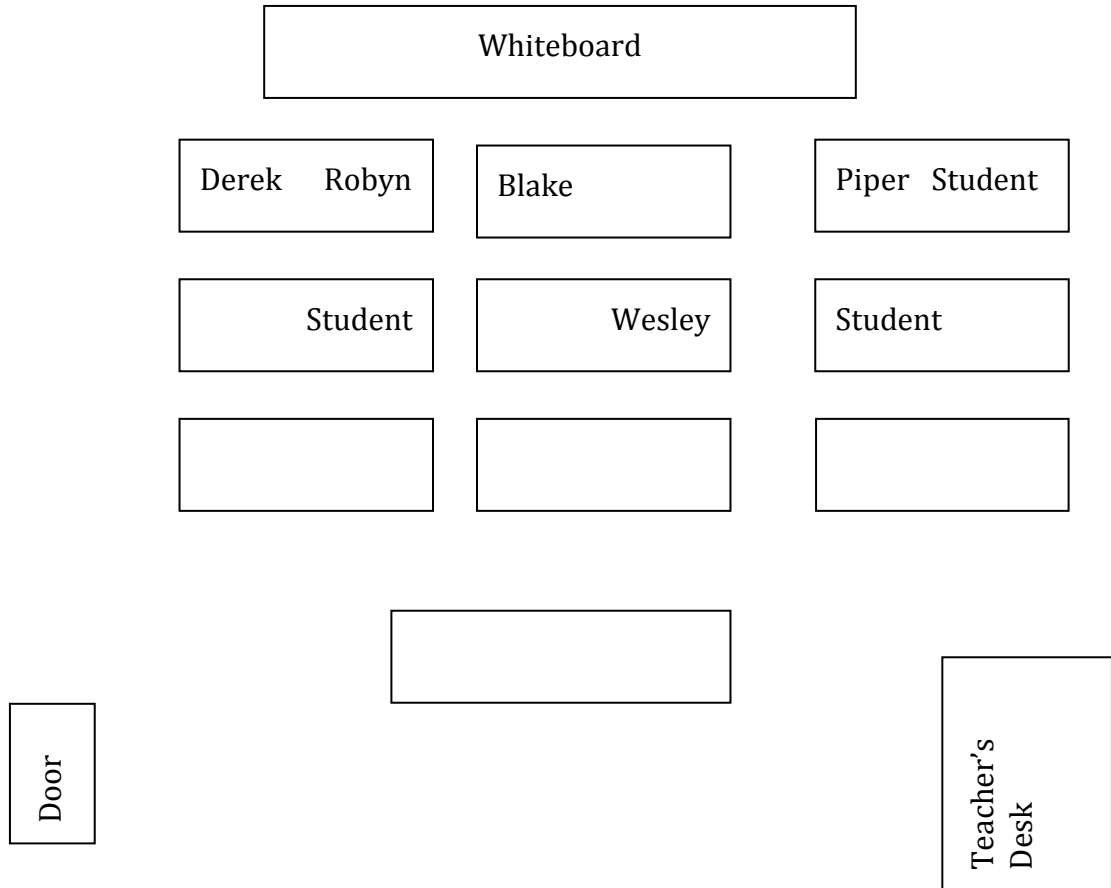 Whiteboard
Derek Robyn
Blake
Piper Student
Student
Wesley
Student
Door
Teacher’s
Desk